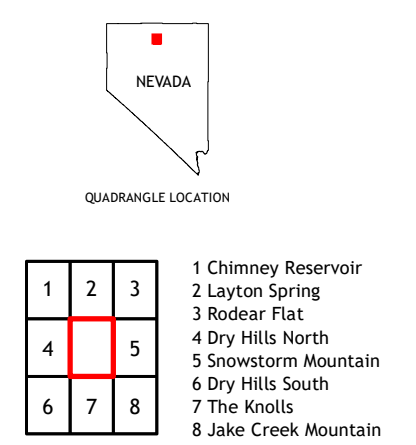 NEVADA
QUADRANGLE LOCATION
1 2 3
4 5
6 7 8
1 Chimney Reservoir
2 Layton Spring
3 Rodear Flat
4 Dry Hills North
5 Snowstorm Mountain
6 Dry Hills South
7 The Knolls
8 Jake Creek Mountain